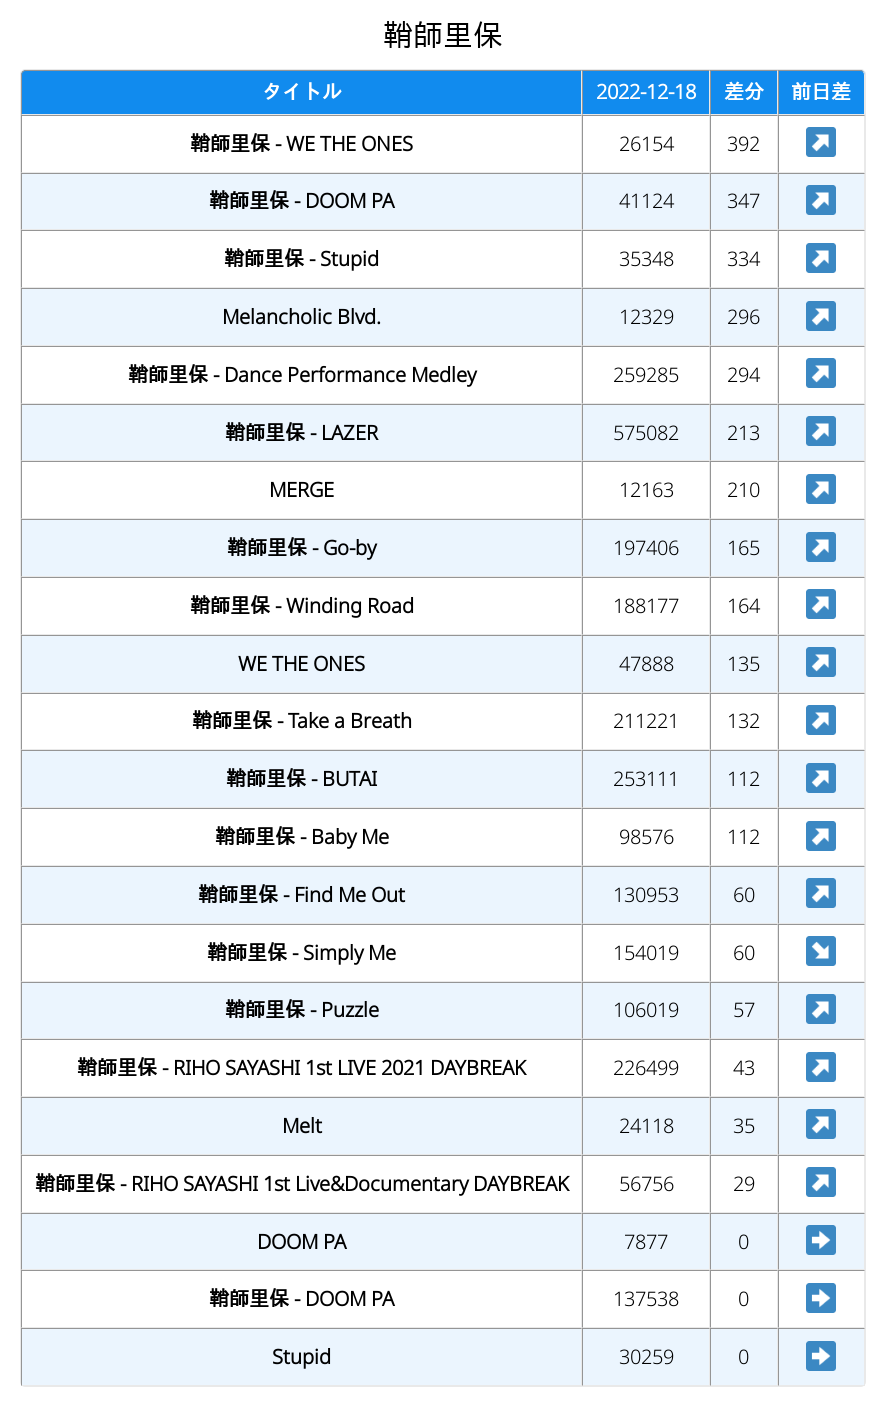 鞘師里保
タイトル 2022-12-18 差分 前日差
鞘師里保 - WE THE ONES 26154 392 ↗
鞘師里保 - DOOM PA 41124 347 ↗
鞘師里保 - Stupid 35348 334 ↗
Melancholic Blvd. 12329 296 ↗
鞘師里保 - Dance Performance Medley 259285 294 ↗
鞘師里保 - LAZER 575082 213 ↗
MERGE 12163 210 ↗
鞘師里保 - Go-by 197406 165 ↗
鞘師里保 - Winding Road 188177 164 ↗
WE THE ONES 47888 135 ↗
鞘師里保 - Take a Breath 211221 132 ↗
鞘師里保 - BUTAI 253111 112 ↗
鞘師里保 - Baby Me 98576 112 ↗
鞘師里保 - Find Me Out 130953 60 ↗
鞘師里保 - Simply Me 154019 60 ↘
鞘師里保 - Puzzle 106019 57 ↗
鞘師里保 - RIHO SAYASHI 1st LIVE 2021 DAYBREAK 226499 43 ↗
Melt 24118 35 ↗
鞘師里保 - RIHO SAYASHI 1st Live&Documentary DAYBREAK 56756 29 ↗
DOOM PA 7877 0 ➡
鞘師里保 - DOOM PA 137538 0 ➡
Stupid 30259 0 ➡